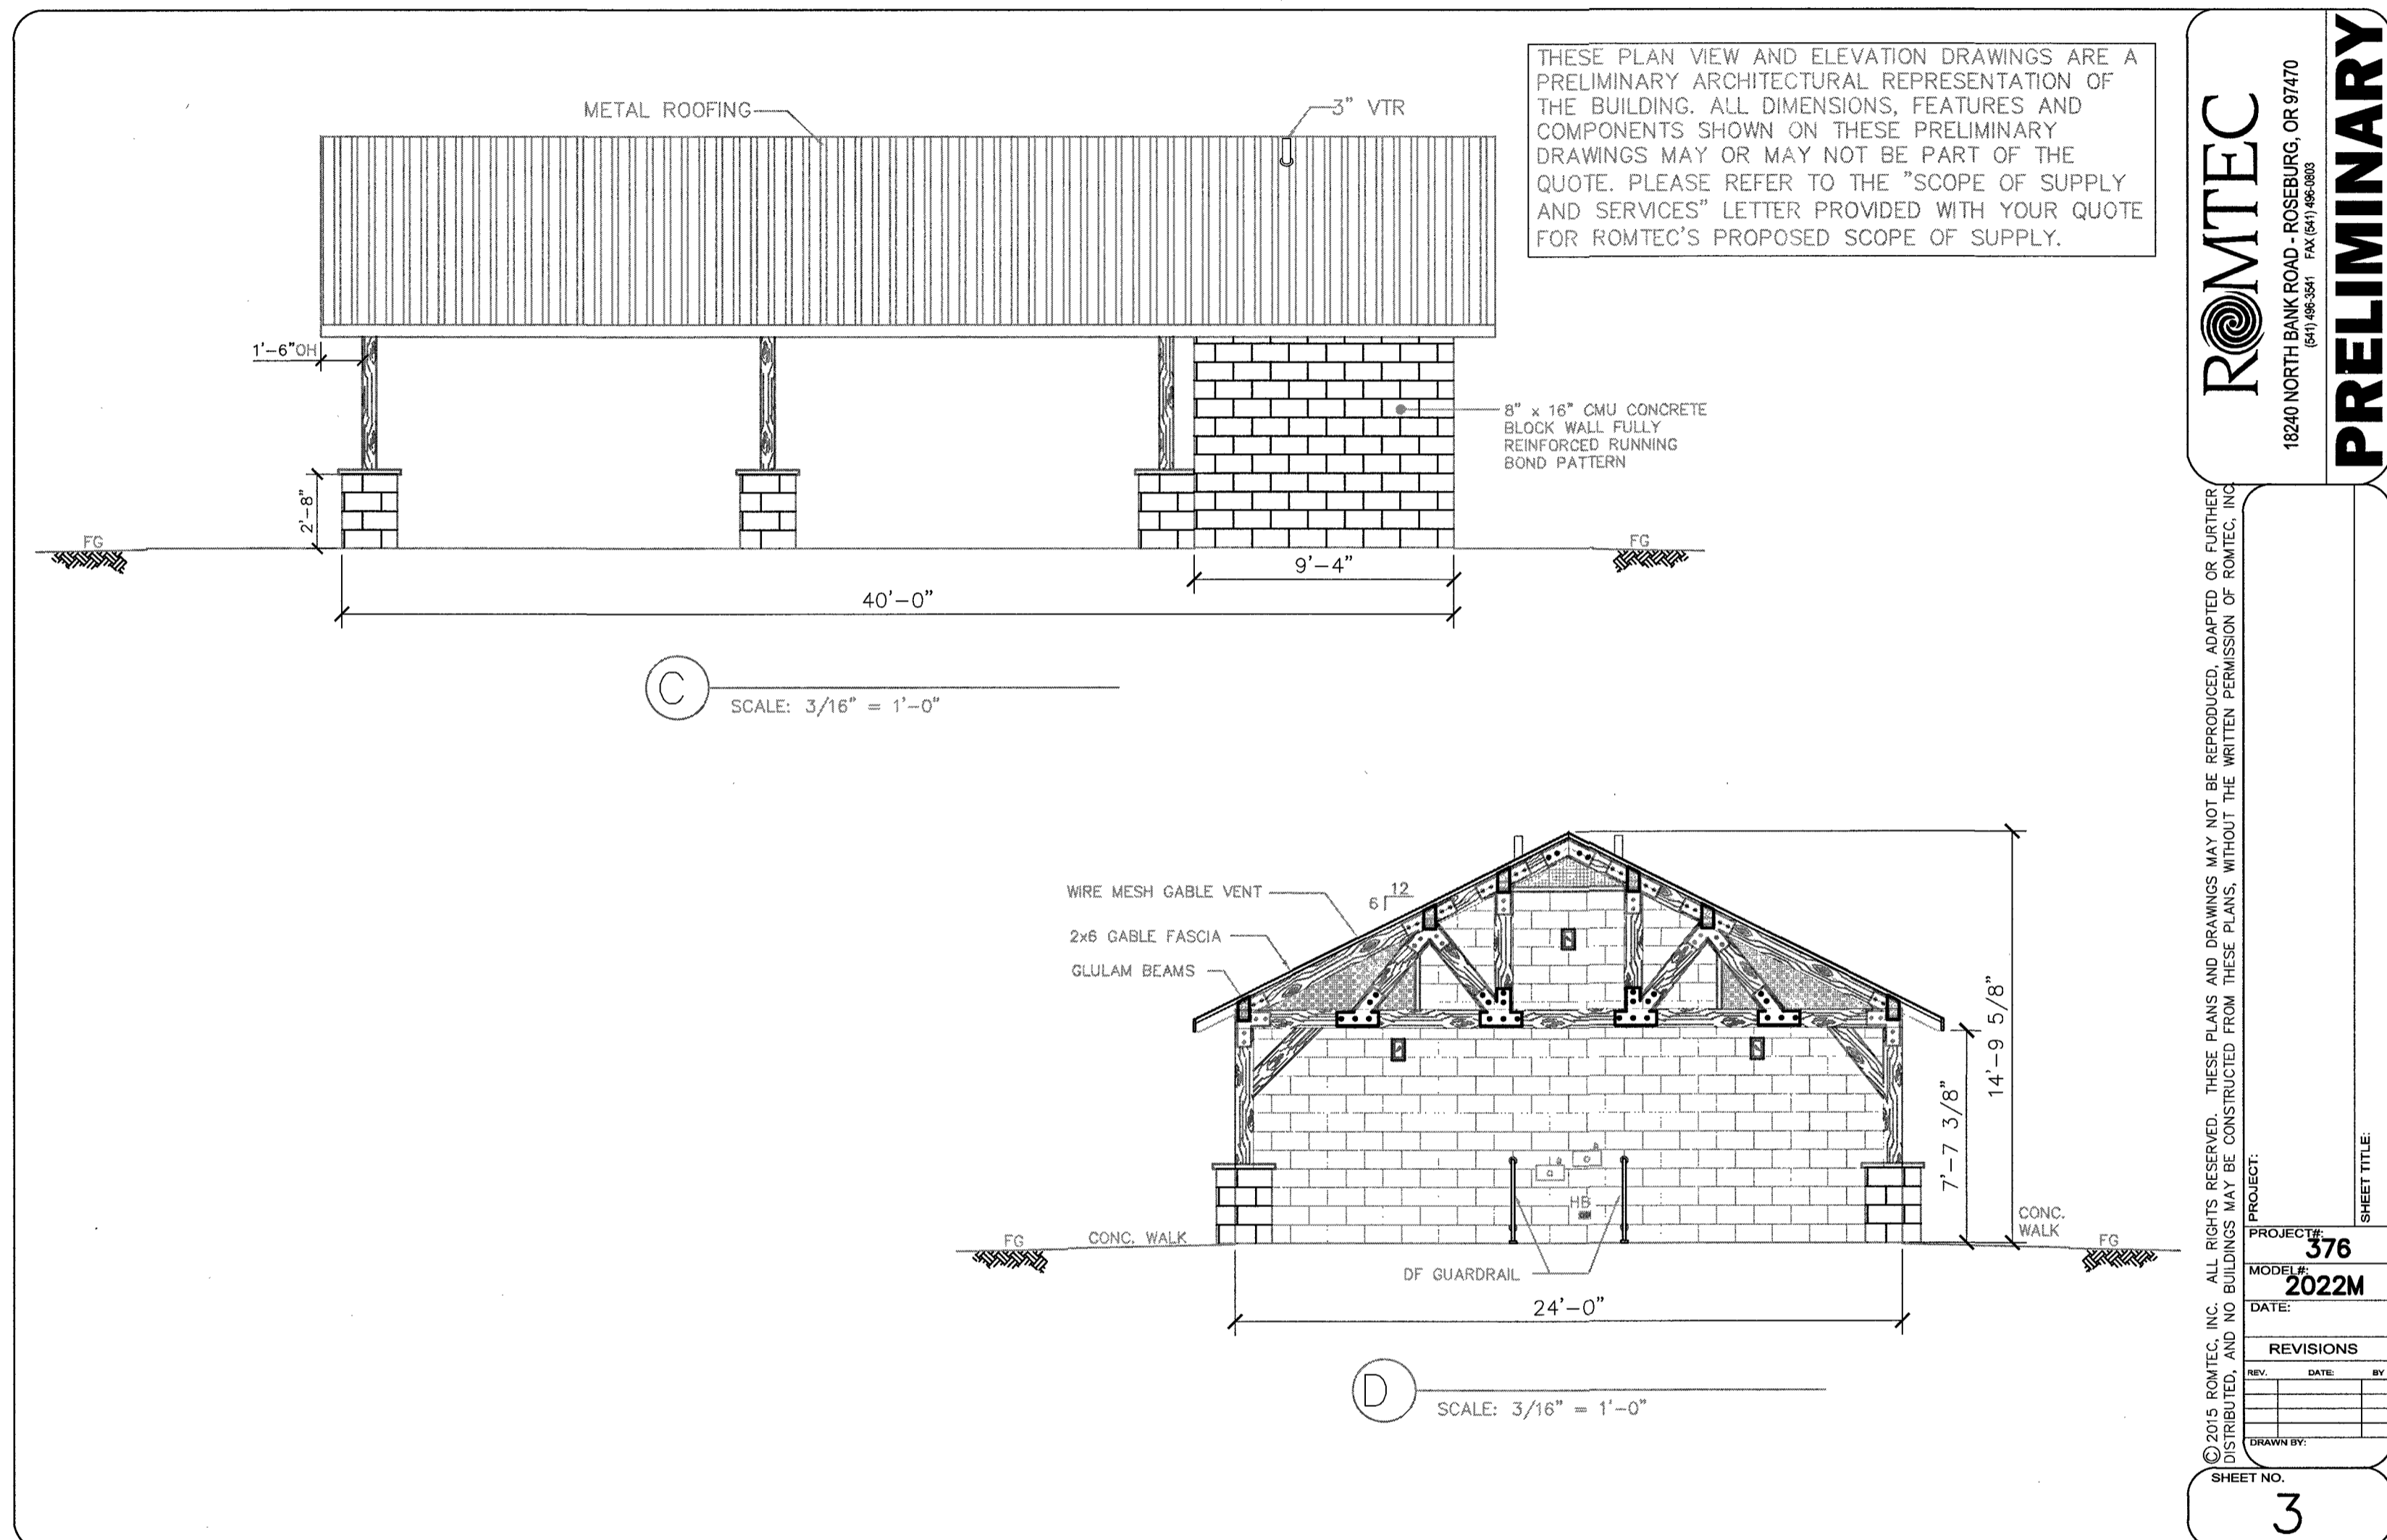 METAL ROOFING
3" VTR
THESE PLAN VIEW AND ELEVATION DRAWINGS ARE A
PRELIMINARY ARCHITECTURAL REPRESENTATION OF
THE BUILDING. ALL DIMENSIONS, FEATURES AND
COMPONENTS SHOWN ON THESE PRELIMINARY
DRAWINGS MAY OR MAY NOT BE PART OF THE
QUOTE. PLEASE REFER TO THE "SCOPE OF SUPPLY
AND SERVICES" LETTER PROVIDED WITH YOUR QUOTE
FOR ROMTEC'S PROPOSED SCOPE OF SUPPLY.
1'-6"OH
8" x 16" CMU CONCRETE
BLOCK WALL FULLY
REINFORCED RUNNING
BOND PATTERN
2'-8"
FG
FG
9'-4"
40'-0"
C
SCALE: 3/16" = 1'-0"
WIRE MESH GABLE VENT
12
6
2x6 GABLE FASCIA
GLULAM BEAMS
14'-9 5/8"
7'-7 3/8"
HB
CONC.
WALK
FG
CONC. WALK
FG
DF GUARDRAIL
24'-0"
D
SCALE: 3/16" = 1'-0"
ROMTEC
18240 NORTH BANK ROAD - ROSEBURG, OR 97470
(541) 496-3541 FAX (541) 496-0803
PRELIMINARY
© 2015 ROMTEC, INC. ALL RIGHTS RESERVED. THESE PLANS AND DRAWINGS MAY NOT BE REPRODUCED, ADAPTED OR FURTHER
DISTRIBUTED, AND NO BUILDINGS MAY BE CONSTRUCTED FROM THESE PLANS, WITHOUT THE WRITTEN PERMISSION OF ROMTEC, INC.
PROJECT:
SHEET TITLE:
PROJECT#:
376
MODEL#:
2022M
DATE:
REVISIONS
REV. DATE: BY
DRAWN BY:
SHEET NO.
3